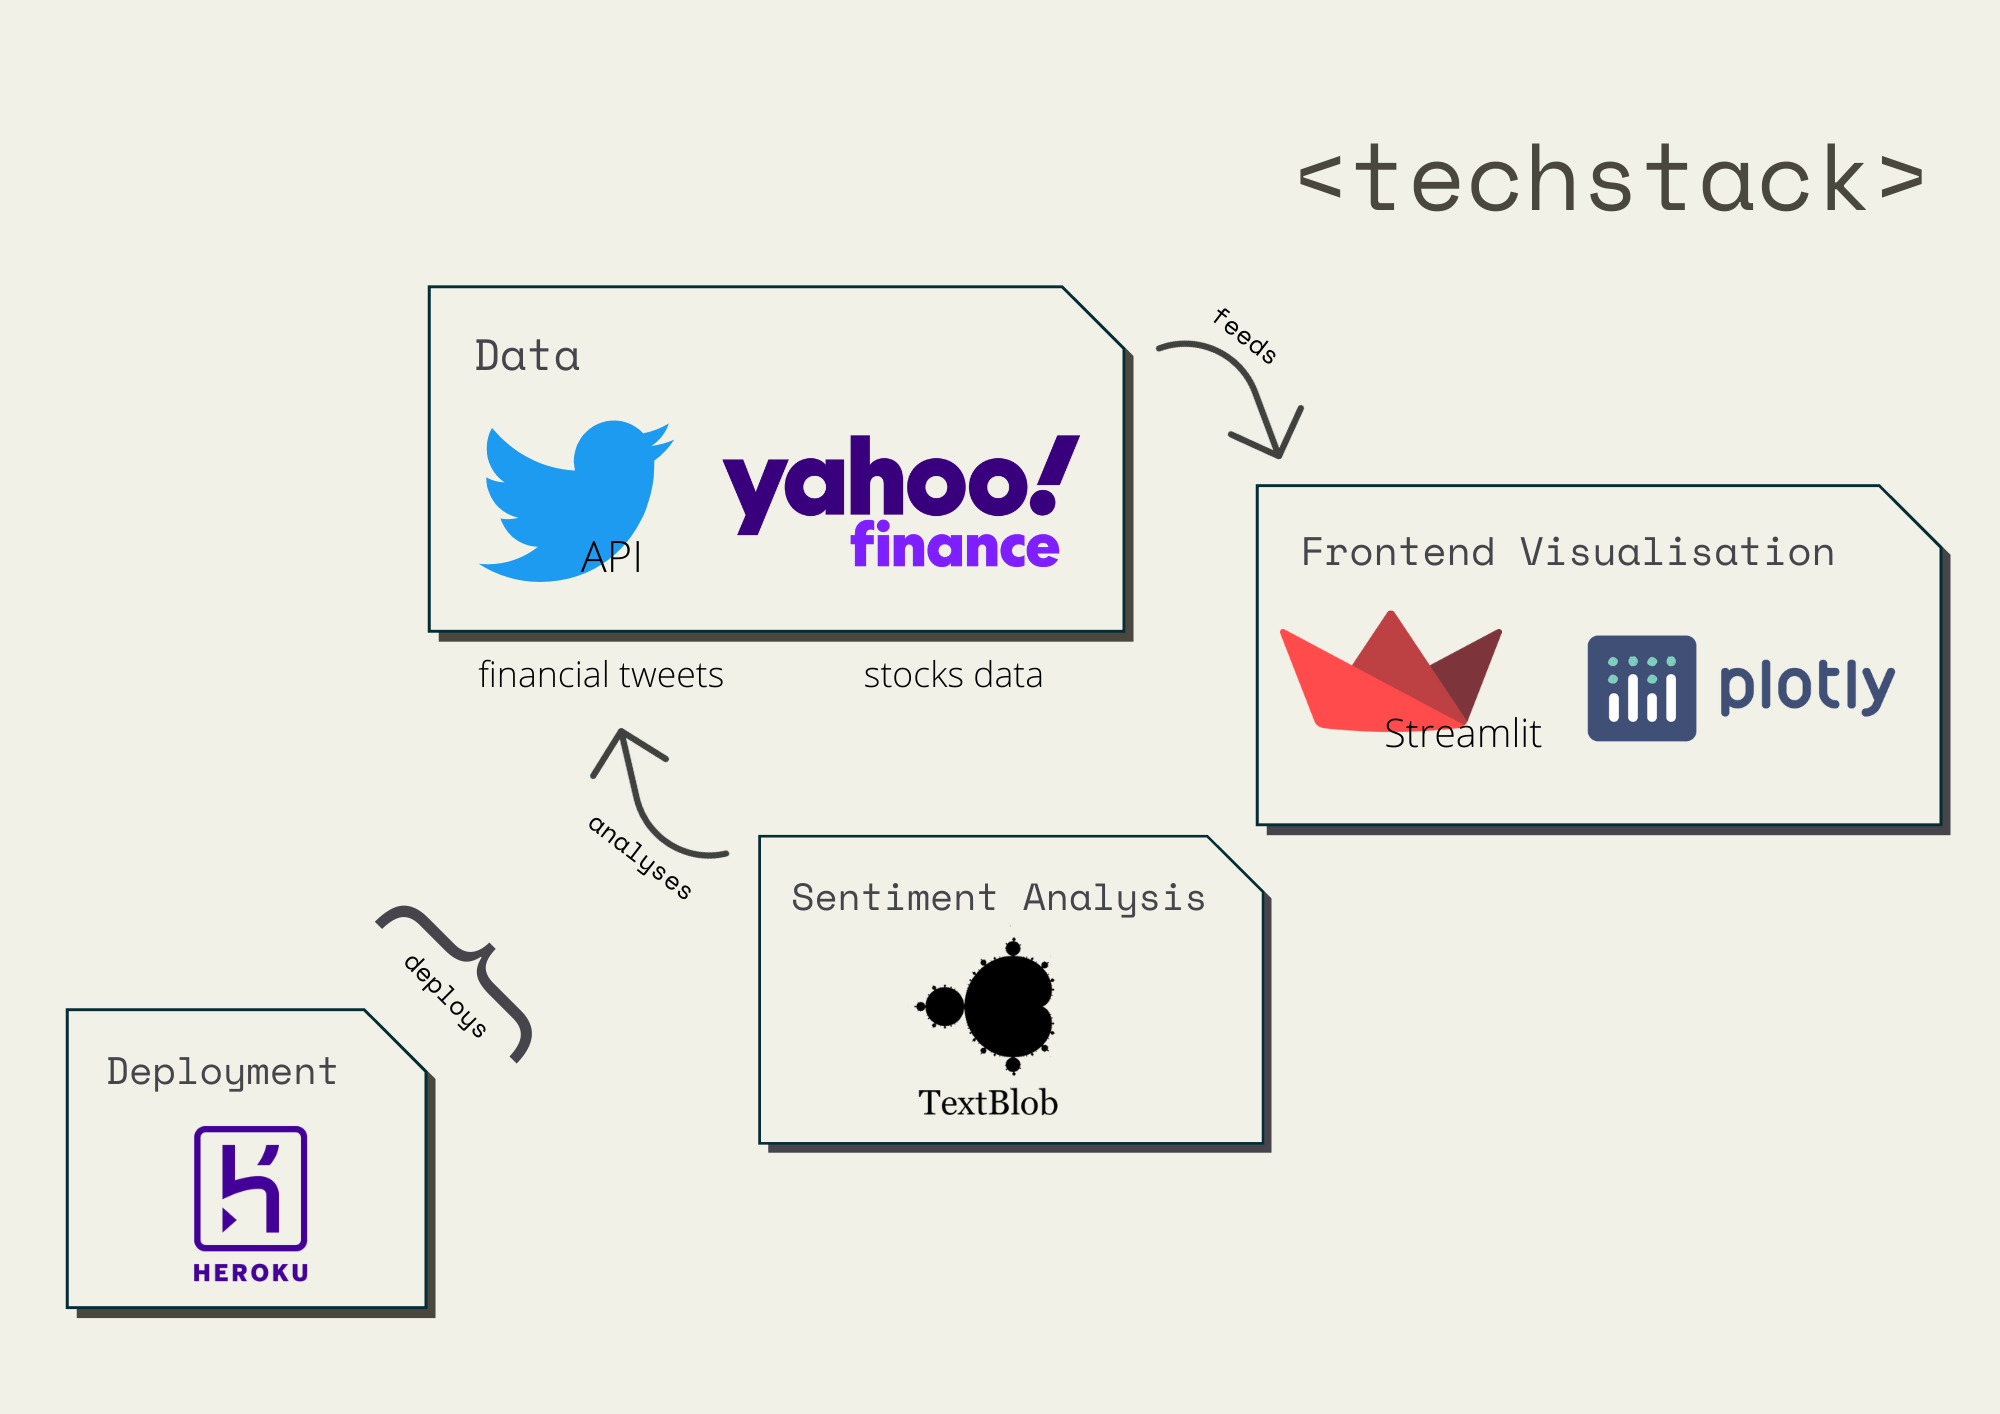 <techstack>
Data
feeds
yahoo!
finance
API
financial tweets
stocks data
Frontend Visualisation
plotly
Streamlit
analyses
Sentiment Analysis
TextBlob
deploys
Deployment
HEROKU